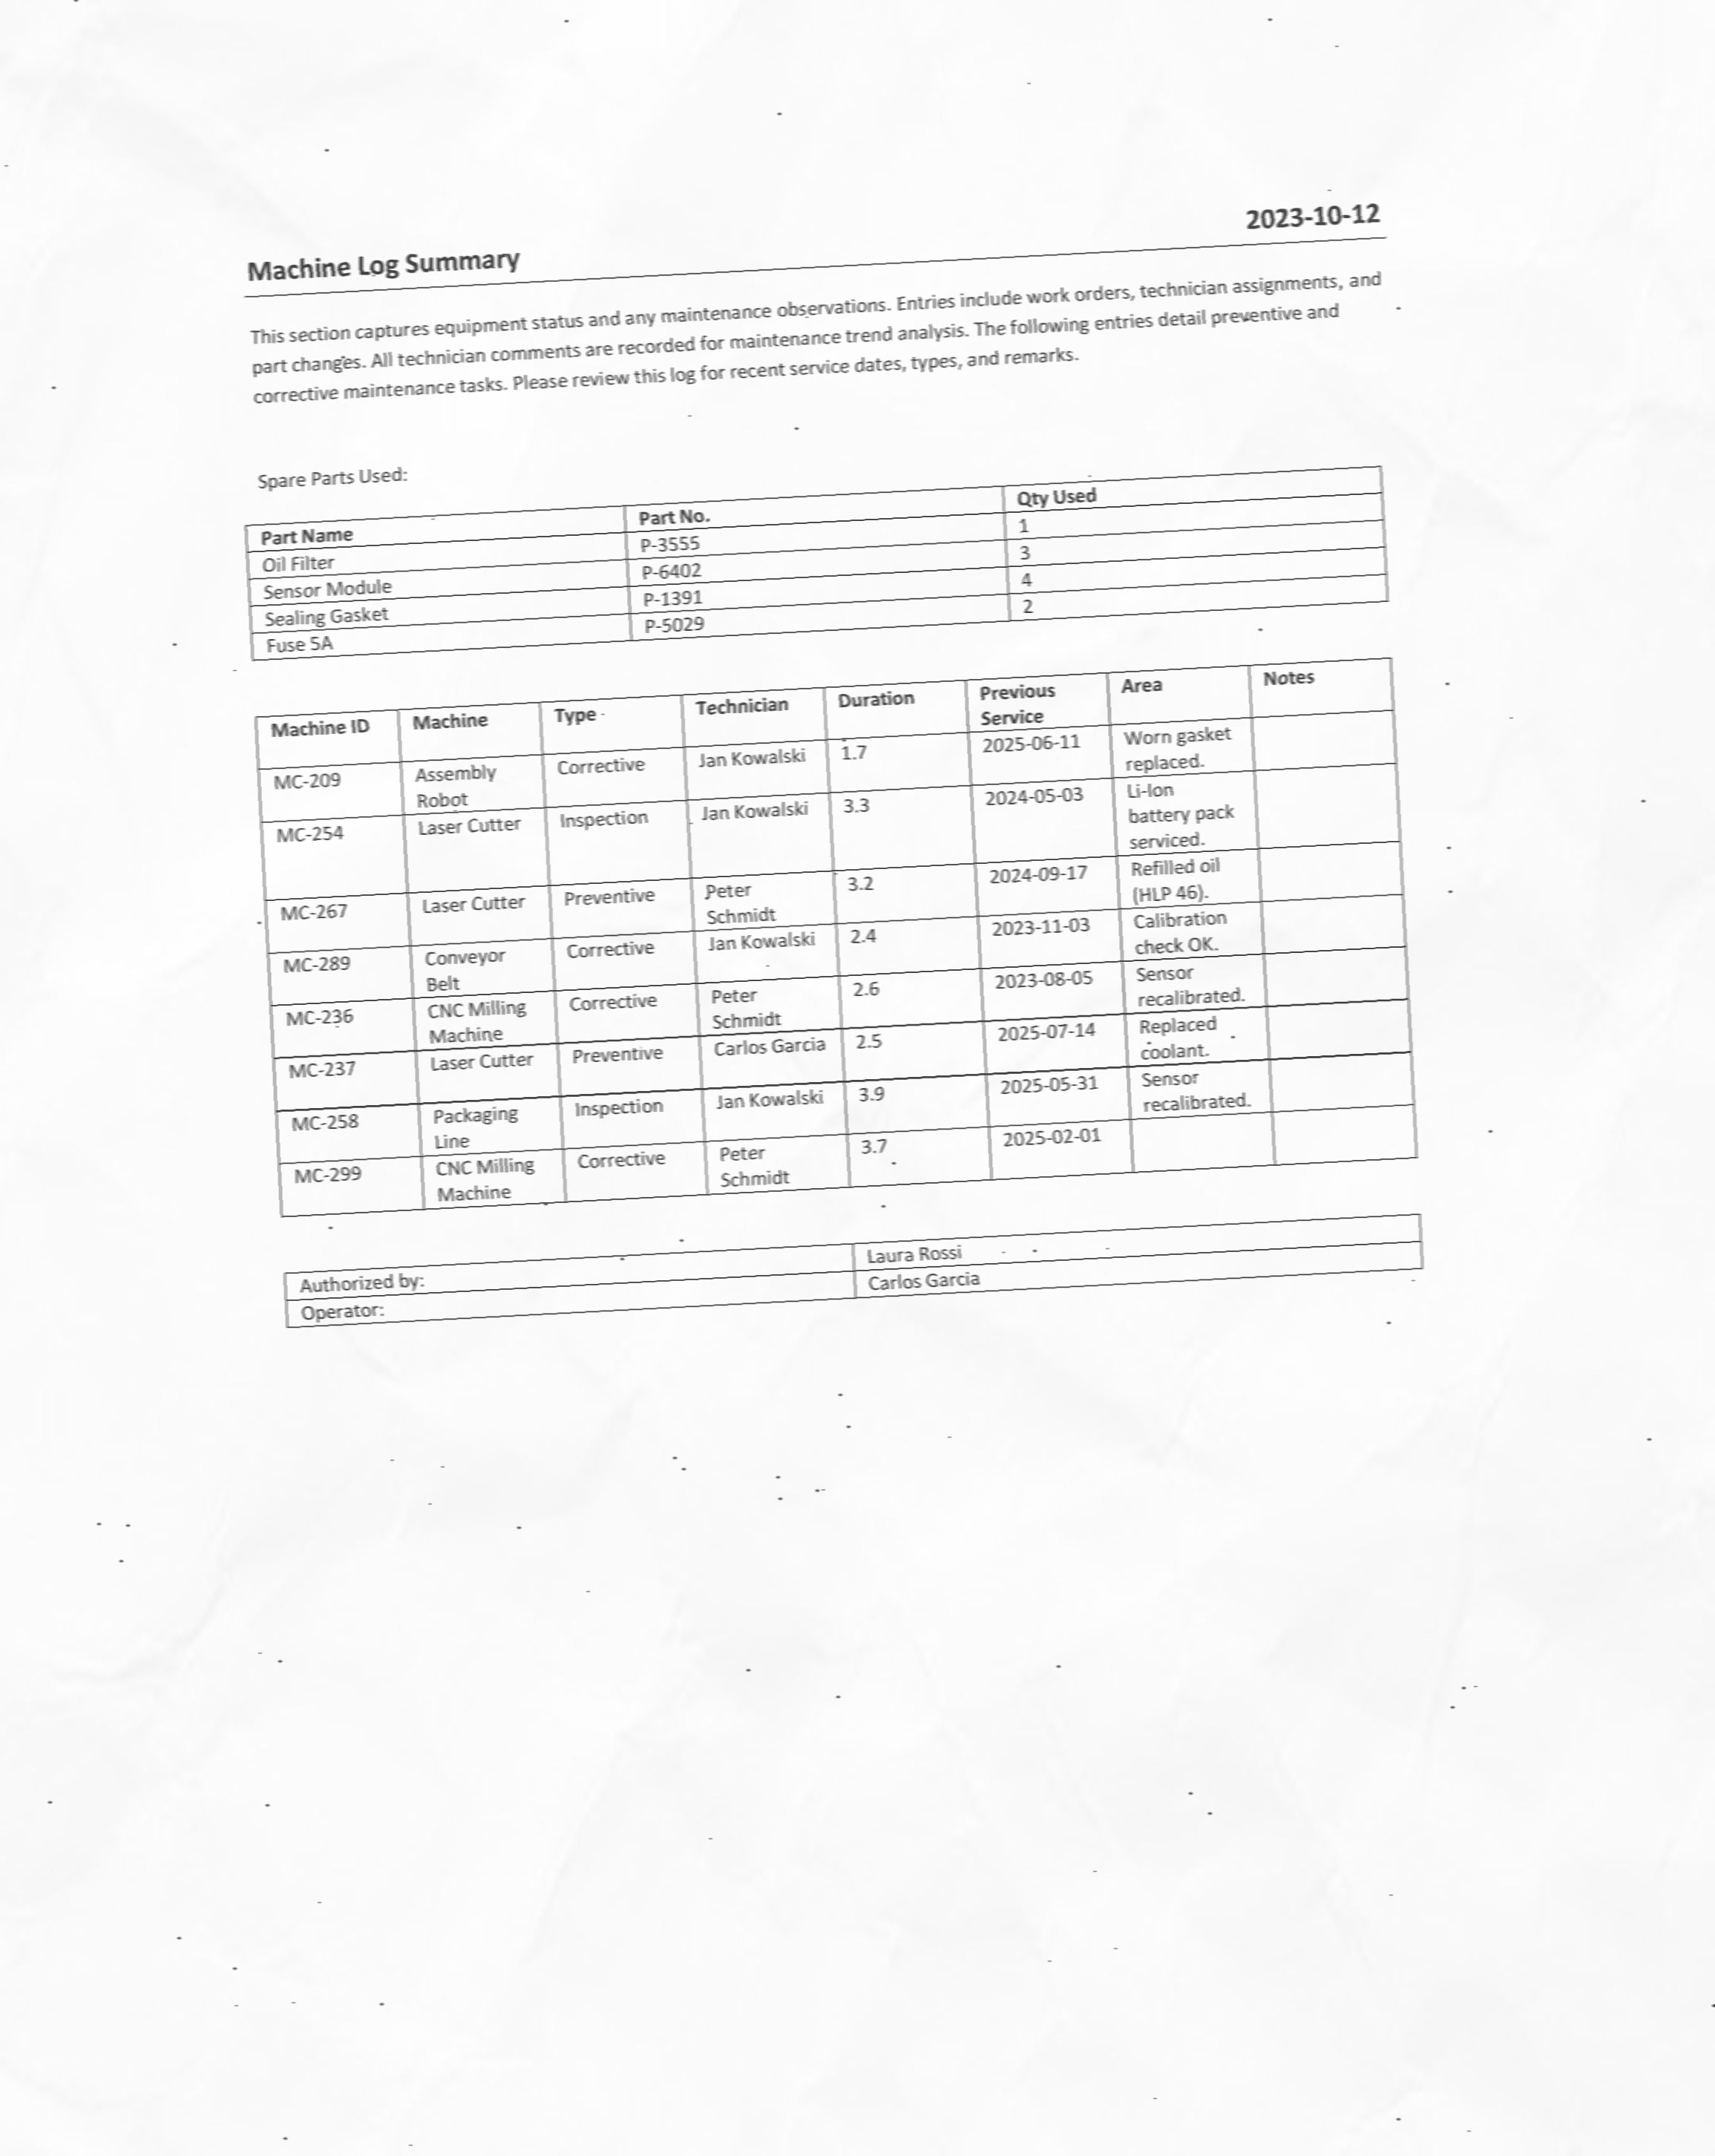 2023-10-12
Machine Log Summary
This section captures equipment status and any maintenance observations. Entries include work orders, technician assignments, and
part changes. All technician comments are recorded for maintenance trend analysis. The following entries detail preventive and
corrective maintenance tasks. Please review this log for recent service dates, types, and remarks.
Spare Parts Used:
Part Name Part No. Qty Used
Oil Filter P-3555 1
Sensor Module P-6402 3
Sealing Gasket P-1391 4
Fuse 5A P-5029 2
Machine ID Machine Type Technician Duration Previous Area Notes
Service
MC-209 Assembly Corrective Jan Kowalski 1.7 2025-06-11 Worn gasket
Robot replaced.
MC-254 Laser Cutter Inspection Jan Kowalski 3.3 2024-05-03 Li-Ion
battery pack
serviced.
MC-267 Laser Cutter Preventive Peter 3.2 2024-09-17 Refilled oil
Schmidt (HLP 46).
MC-289 Conveyor Corrective Jan Kowalski 2.4 2023-11-03 Calibration
Belt check OK.
MC-236 CNC Milling Corrective Peter 2.6 2023-08-05 Sensor
Machine Schmidt recalibrated.
MC-237 Laser Cutter Preventive Carlos Garcia 2.5 2025-07-14 Replaced
coolant.
MC-258 Packaging Inspection Jan Kowalski 3.9 2025-05-31 Sensor
Line recalibrated.
MC-299 CNC Milling Corrective Peter 3.7 2025-02-01
Machine Schmidt
Authorized by: Laura Rossi
Operator: Carlos Garcia